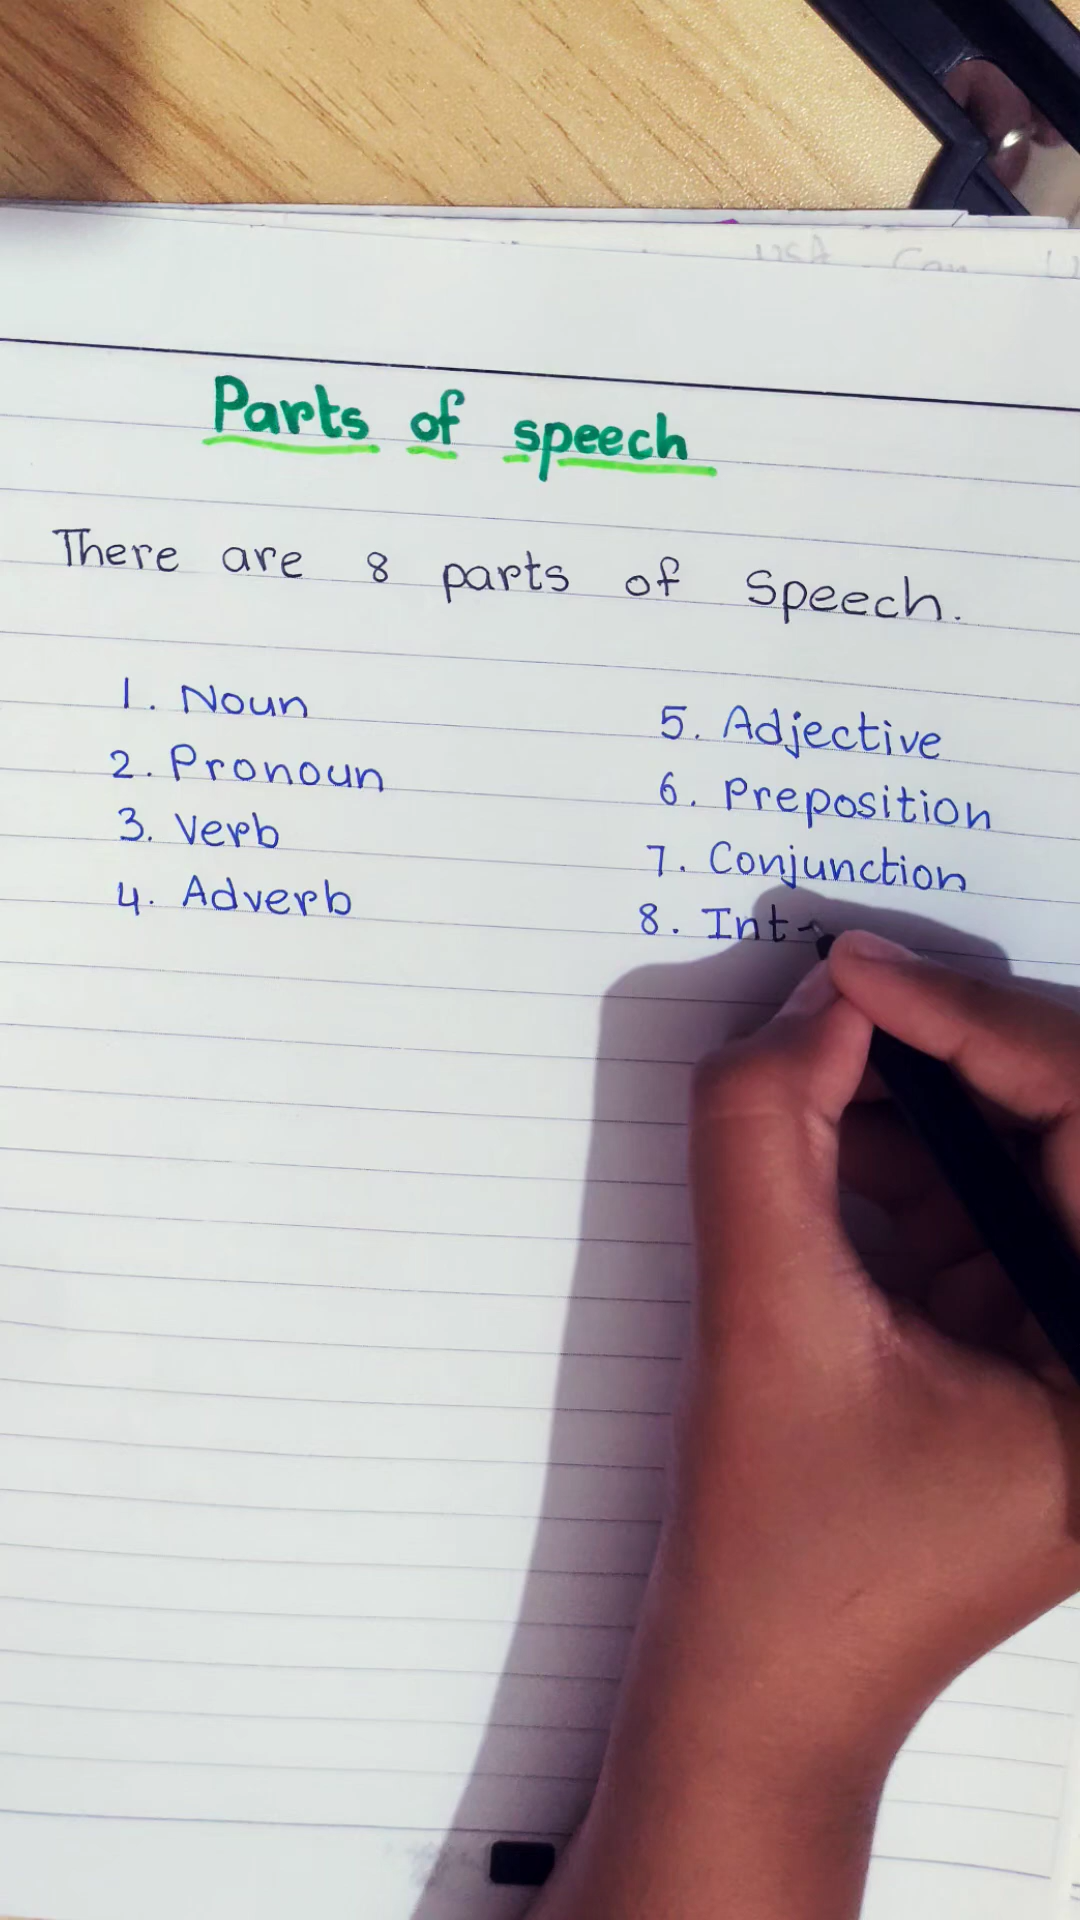 Parts of speech
There are 8 parts of Speech.
1. Noun
2. Pronoun
3. Verb
4. Adverb
5. Adjective
6. Preposition
7. Conjunction
8. Int